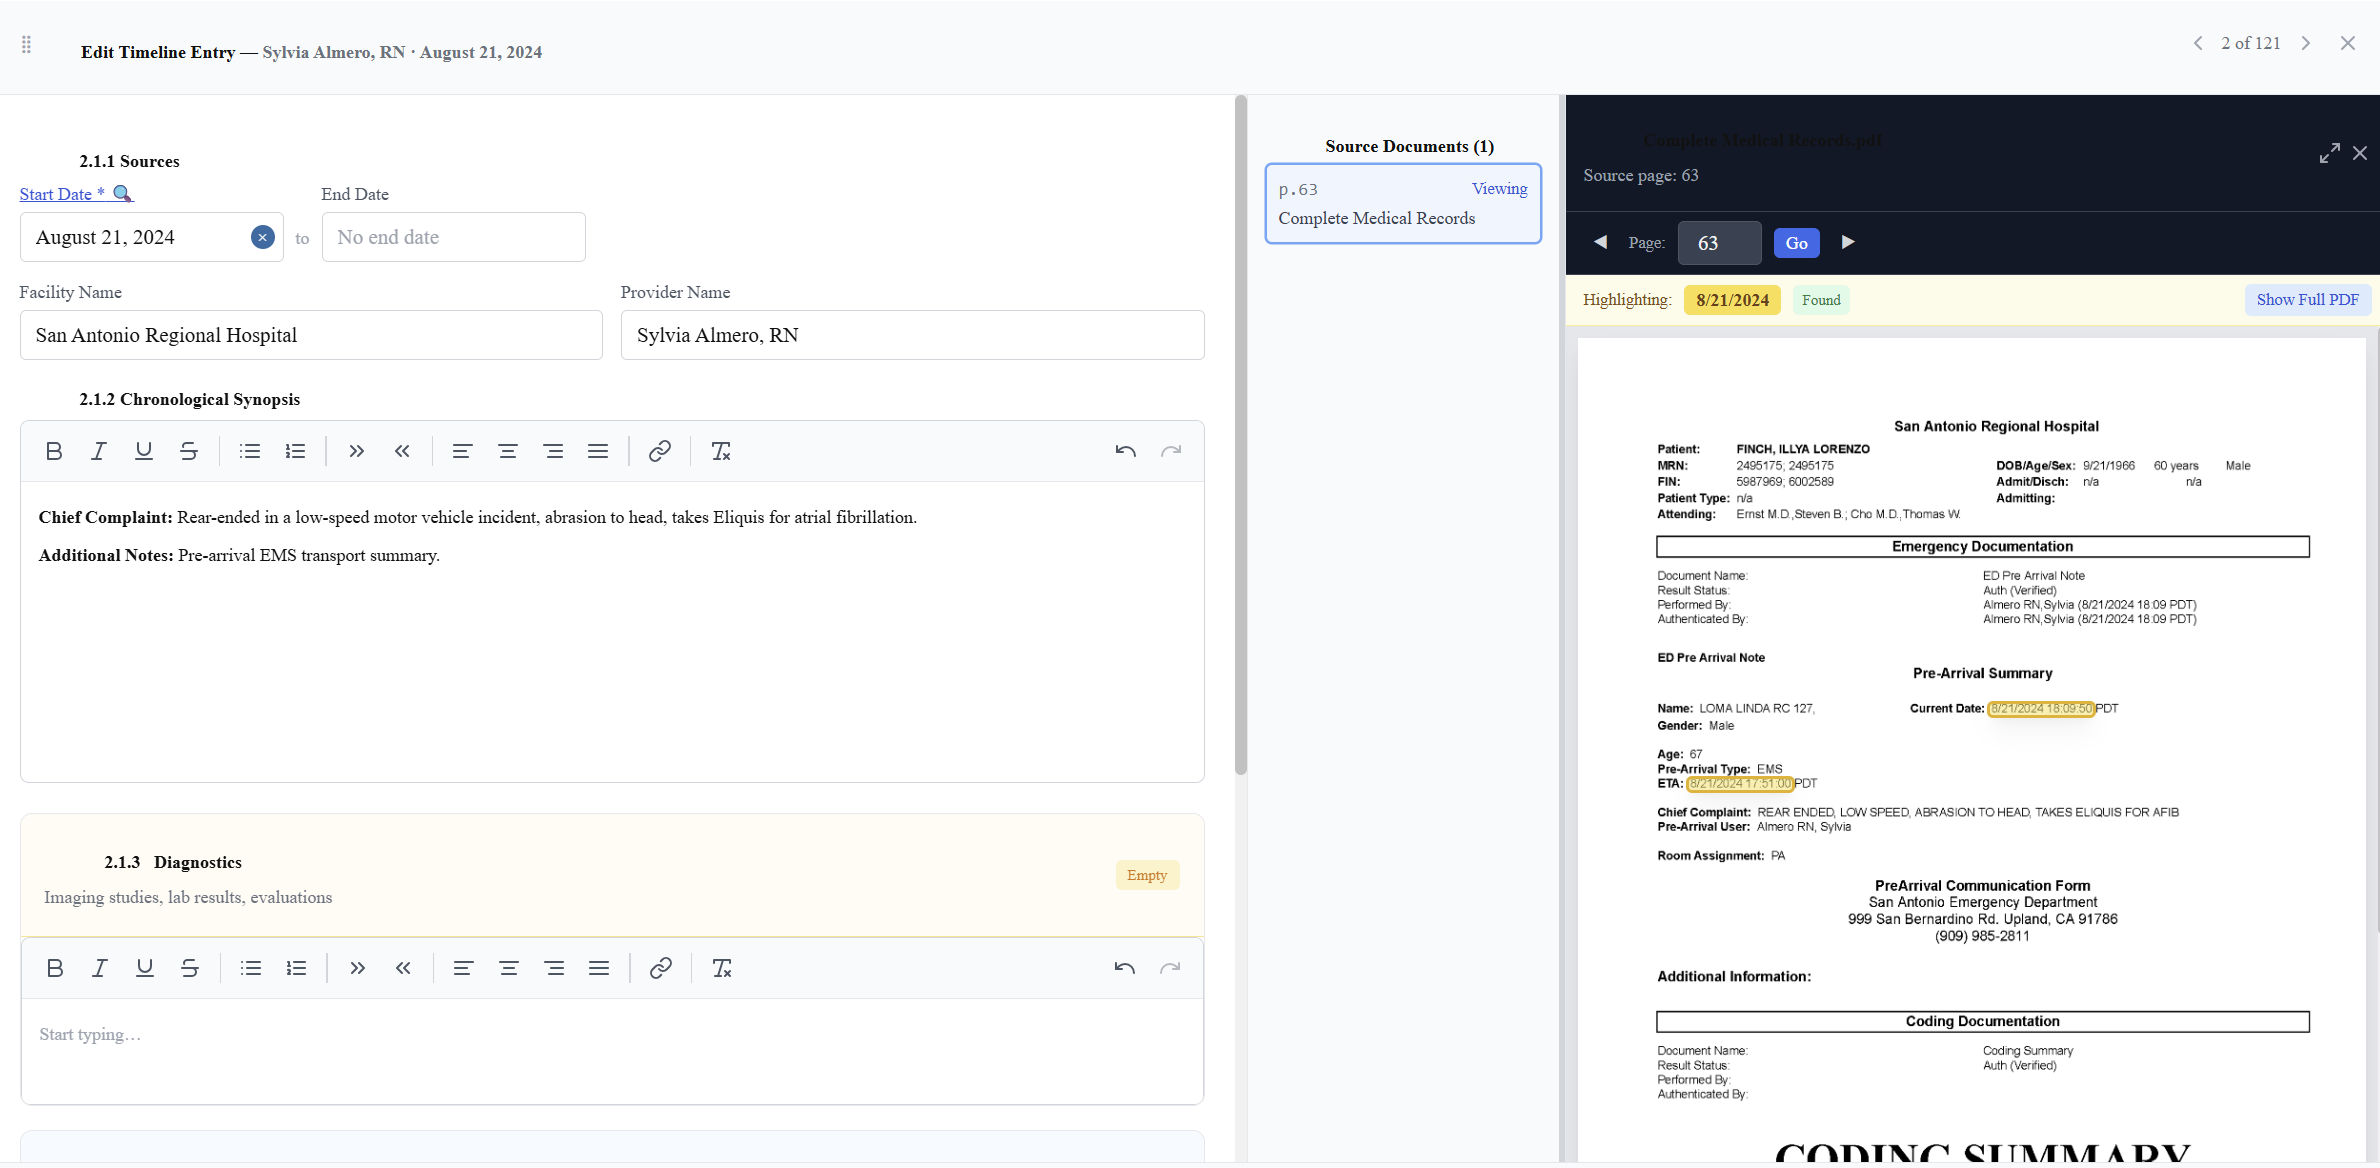 Edit Timeline Entry — Sylvia Almero, RN · August 21, 2024
2 of 121
2.1.1 Sources
Start Date *
End Date
August 21, 2024
to
No end date
Facility Name
Provider Name
San Antonio Regional Hospital
Sylvia Almero, RN
2.1.2 Chronological Synopsis
Chief Complaint: Rear-ended in a low-speed motor vehicle incident, abrasion to head, takes Eliquis for atrial fibrillation.
Additional Notes: Pre-arrival EMS transport summary.
2.1.3 Diagnostics
Imaging studies, lab results, evaluations
Empty
Start typing…
Source Documents (1)
p.63
Viewing
Complete Medical Records
Complete Medical Records.pdf
Source page: 63
Page:
63
Go
Highlighting:
8/21/2024
Found
Show Full PDF
San Antonio Regional Hospital
Patient: FINCH, ILLYA LORENZO
MRN: 2495175; 2495175
DOB/Age/Sex: 9/21/1966 60 years Male
FIN: 5987969; 6002589
Admit/Disch: n/a n/a
Patient Type: n/a
Admitting:
Attending: Ernst M.D.,Steven B.; Cho M.D.,Thomas W.
Emergency Documentation
Document Name: ED Pre Arrival Note
Result Status: Auth (Verified)
Performed By: Almero RN,Sylvia (8/21/2024 18:09 PDT)
Authenticated By: Almero RN,Sylvia (8/21/2024 18:09 PDT)
ED Pre Arrival Note
Pre-Arrival Summary
Name: LOMA LINDA RC 127,
Current Date: 8/21/2024 18:09:50 PDT
Gender: Male
Age: 67
Pre-Arrival Type: EMS
ETA: 8/21/2024 17:51:00 PDT
Chief Complaint: REAR ENDED, LOW SPEED, ABRASION TO HEAD, TAKES ELIQUIS FOR AFIB
Pre-Arrival User: Almero RN, Sylvia
Room Assignment: PA
PreArrival Communication Form
San Antonio Emergency Department
999 San Bernardino Rd. Upland, CA 91786
(909) 985-2811
Additional Information:
Coding Documentation
Document Name: Coding Summary
Result Status: Auth (Verified)
Performed By:
Authenticated By:
CODING SUMMARY